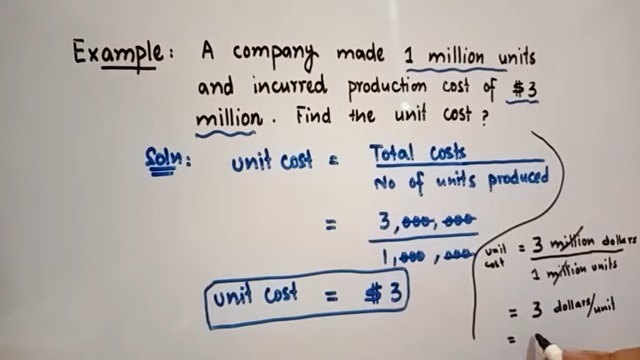 Example: A company made 1 million units
and incurred production cost of $3
million. Find the unit cost?
Soln: unit cost = Total costs
No of units produced
= 3,000,000
1,000,000
unit cost = $3
unit cost = 3 million dollars
1 million units
= 3 dollars/unit
=